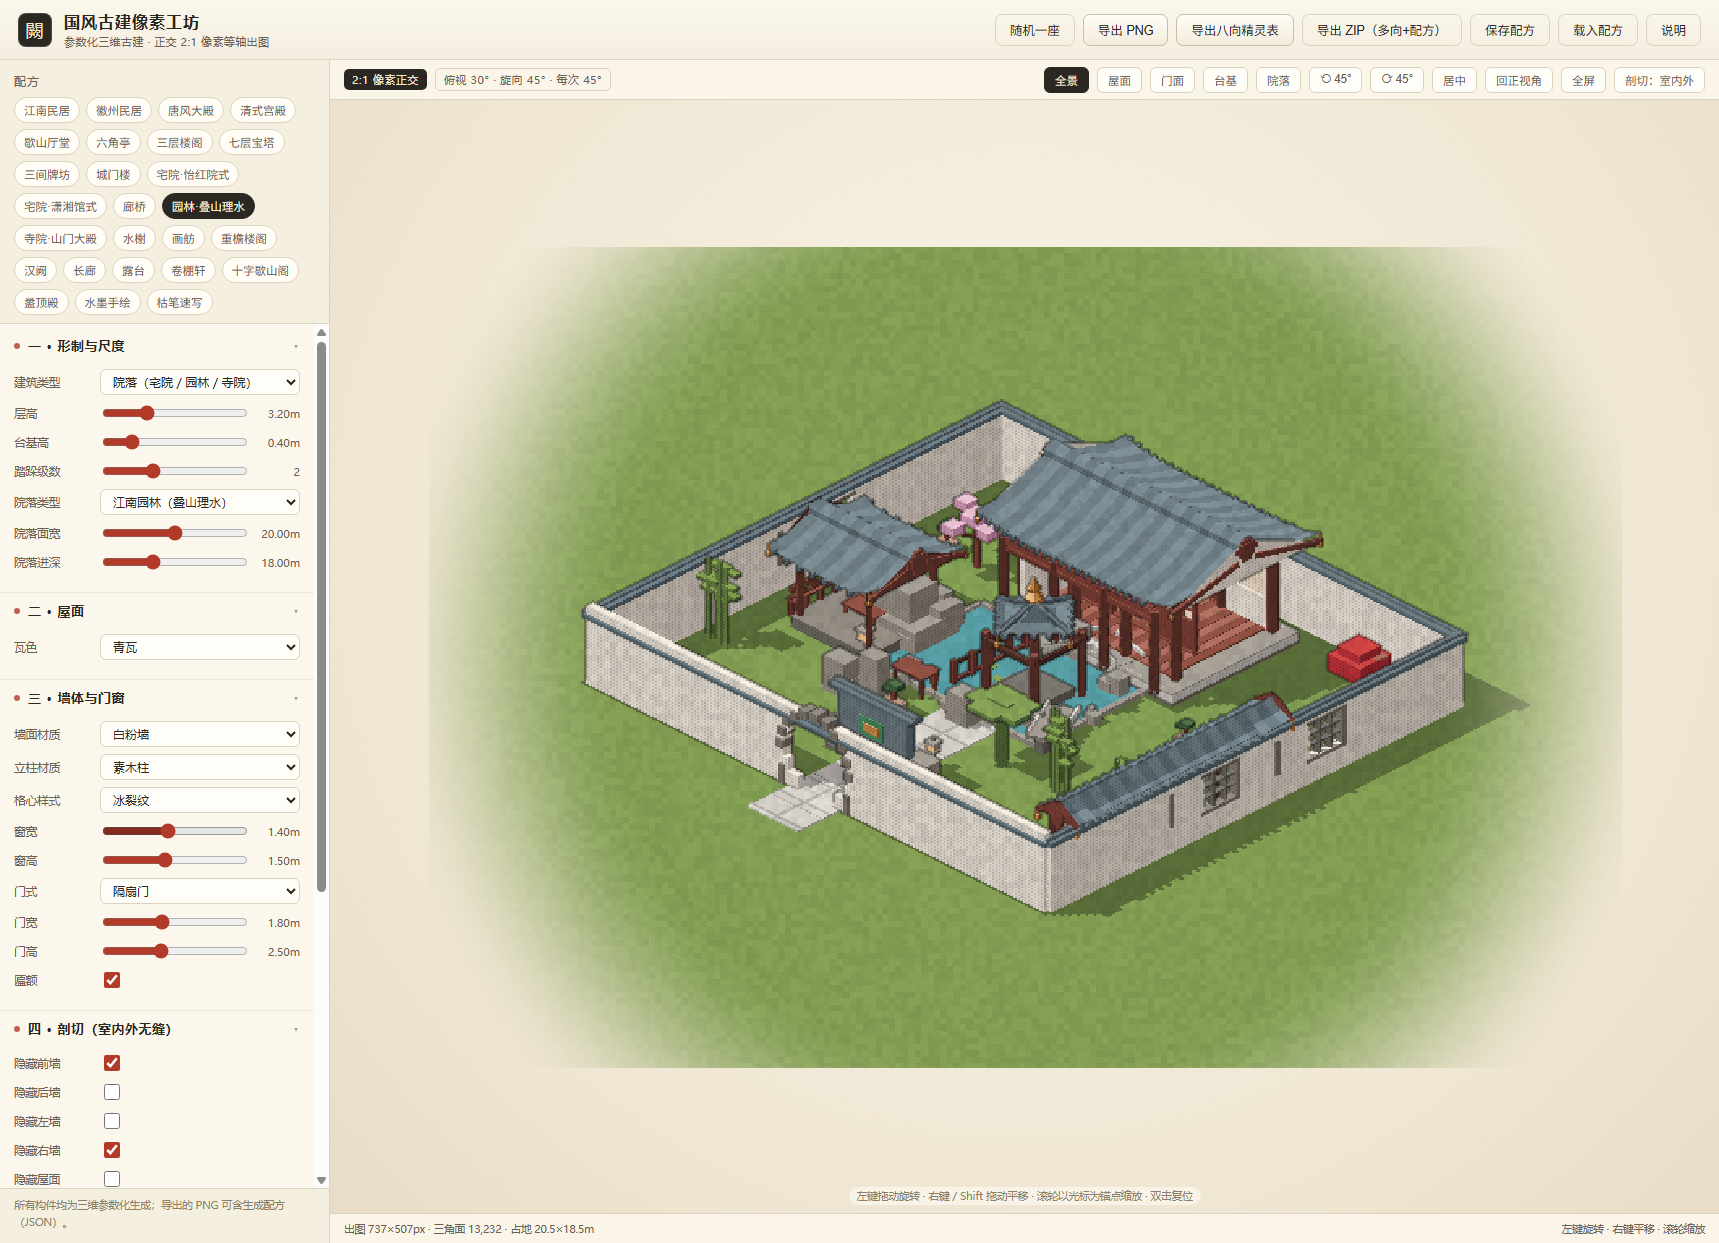 闕
国风古建像素工坊
参数化三维古建 · 正交 2:1 像素等轴出图
随机一座
导出 PNG
导出八向精灵表
导出 ZIP（多向+配方）
保存配方
载入配方
说明
配方
江南民居
徽州民居
唐风大殿
清式宫殿
歇山厅堂
六角亭
三层楼阁
七层宝塔
三间牌坊
城门楼
宅院·怡红院式
宅院·潇湘馆式
廊桥
园林·叠山理水
寺院·山门大殿
水榭
画舫
重檐楼阁
汉阙
长廊
露台
卷棚轩
十字歇山阁
盝顶殿
水墨手绘
枯笔速写
2:1 像素正交
俯视 30° · 旋向 45° · 每次 45°
全景
屋面
门面
台基
院落
⟲ 45°
⟳ 45°
居中
回正视角
全屏
剖切：室内外
一 • 形制与尺度
建筑类型
院落（宅院 / 园林 / 寺院）
层高
3.20m
台基高
0.40m
踏跺级数
2
院落类型
江南园林（叠山理水）
院落面宽
20.00m
院落进深
18.00m
二 • 屋面
瓦色
青瓦
三 • 墙体与门窗
墙面材质
白粉墙
立柱材质
素木柱
格心样式
冰裂纹
窗宽
1.40m
窗高
1.50m
门式
隔扇门
门宽
1.80m
门高
2.50m
匾额
四 • 剖切（室内外无缝）
隐藏前墙
隐藏后墙
隐藏左墙
隐藏右墙
隐藏屋面
所有构件均为三维参数化生成；导出的 PNG 可含生成配方
（JSON）。
左键拖动旋转 · 右键 / Shift 拖动平移 · 滚轮以光标为锚点缩放 · 双击复位
出图 737×507px · 三角面 13,232 · 占地 20.5×18.5m
左键旋转 · 右键平移 · 滚轮缩放